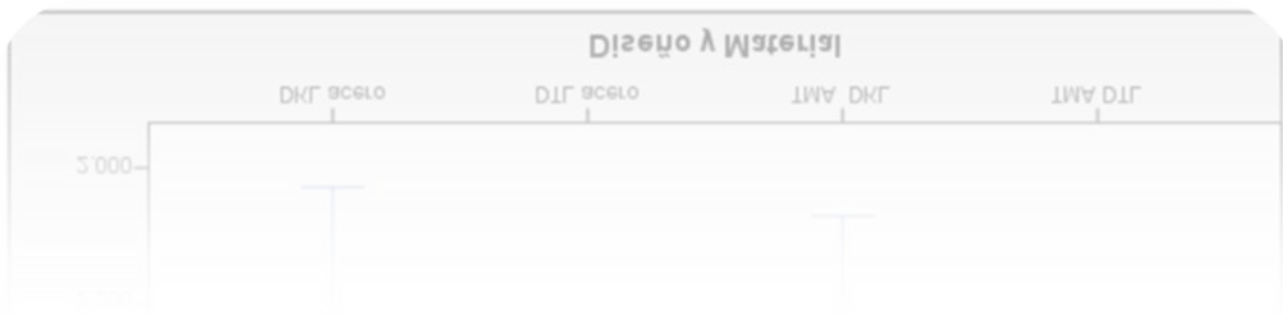 Diseño y Material
DKL acero DTL acero TMA DKL TMA DTL
2.000